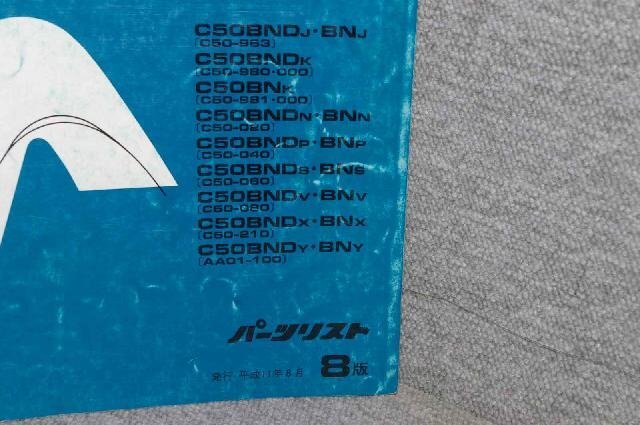 C50BNDJ・BNJ
(C50-963)
C50BNDK
(C50-980・000)
C50BNK
(C50-981・000)
C50BNDN・BNN
(C50-020)
C50BNDP・BNP
(C50-040)
C50BNDS・BNS
(C50-060)
C50BNDV・BNV
(C50-080)
C50BNDX・BNX
(C50-210)
C50BNDY・BNY
(AA01-100)
パーツリスト
発行 平成11年8月 8版